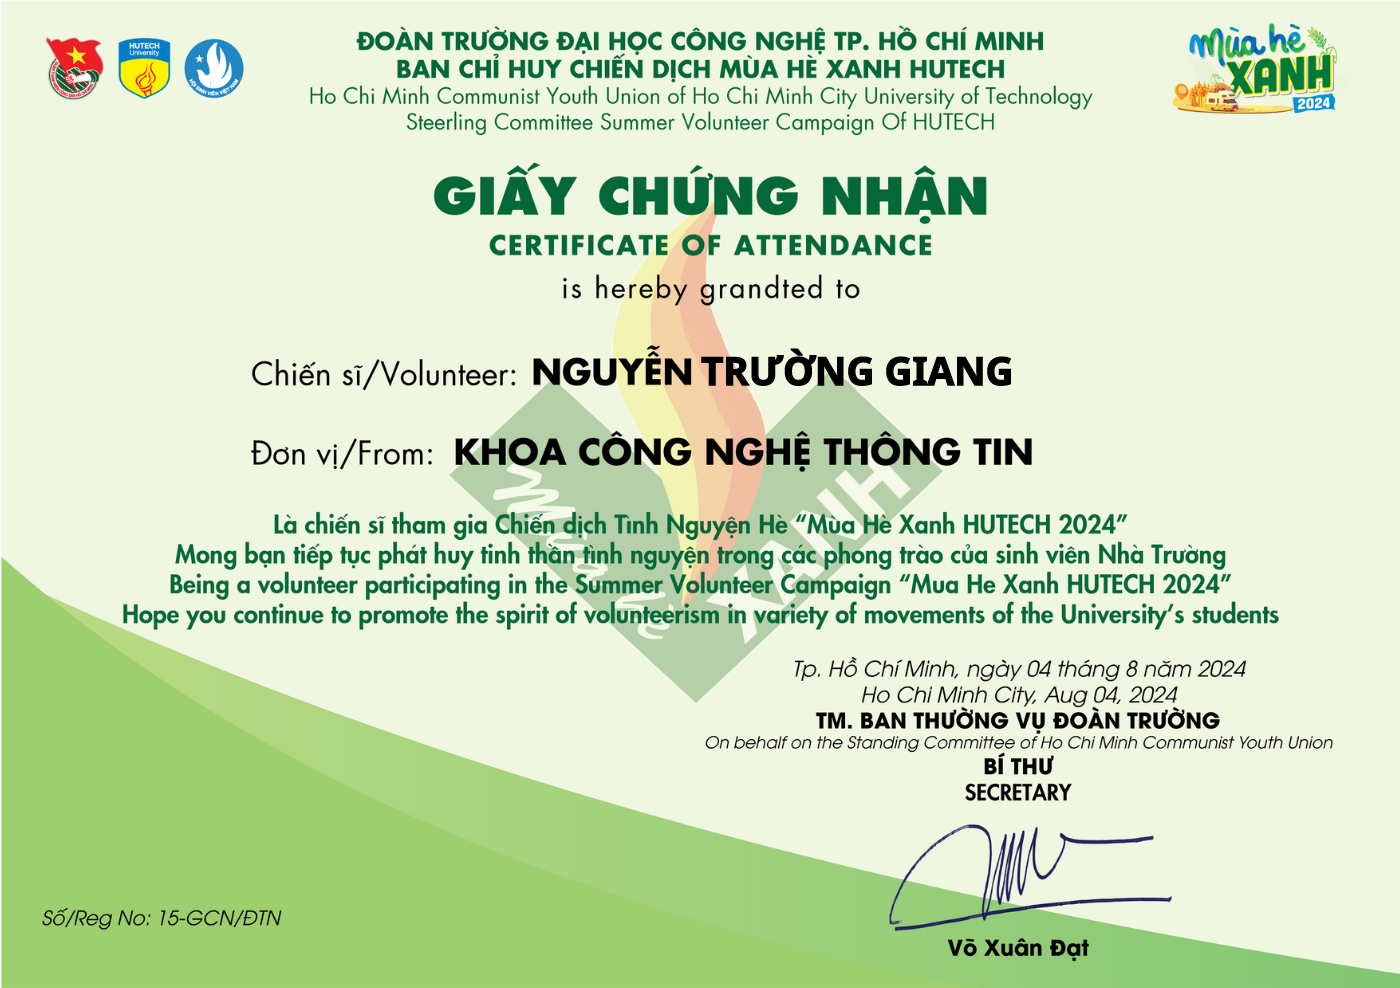 HUTECH
University
HỘI SINH VIÊN VIỆT NAM
ĐOÀN TRƯỜNG ĐẠI HỌC CÔNG NGHỆ TP. HỒ CHÍ MINH
BAN CHỈ HUY CHIẾN DỊCH MÙA HÈ XANH HUTECH
Ho Chi Minh Communist Youth Union of Ho Chi Minh City University of Technology
Steerling Committee Summer Volunteer Campaign Of HUTECH
Mùa hè
XANH
2024
GIẤY CHỨNG NHẬN
CERTIFICATE OF ATTENDANCE
is hereby grandted to
Chiến sĩ/Volunteer: NGUYỄN TRƯỜNG GIANG
Đơn vị/From: KHOA CÔNG NGHỆ THÔNG TIN
Mùa hè
XANH
Là chiến sĩ tham gia Chiến dịch Tình Nguyện Hè “Mùa Hè Xanh HUTECH 2024”
Mong bạn tiếp tục phát huy tinh thần tình nguyện trong các phong trào của sinh viên Nhà Trường
Being a volunteer participating in the Summer Volunteer Campaign “Mua He Xanh HUTECH 2024”
Hope you continue to promote the spirit of volunteerism in variety of movements of the University’s students
Tp. Hồ Chí Minh, ngày 04 tháng 8 năm 2024
Ho Chi Minh City, Aug 04, 2024
TM. BAN THƯỜNG VỤ ĐOÀN TRƯỜNG
On behalf on the Standing Committee of Ho Chi Minh Communist Youth Union
BÍ THƯ
SECRETARY
Võ Xuân Đạt
Số/Reg No: 15-GCN/ĐTN